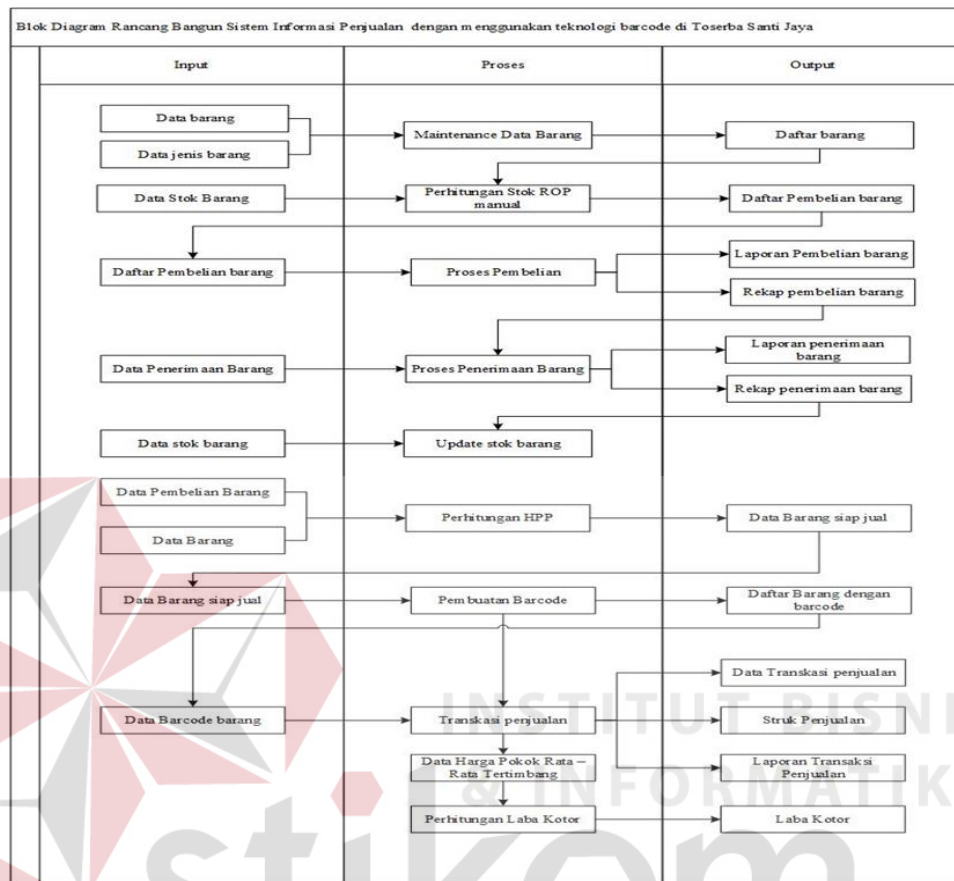 Blok Diagram Rancang Bangun Sistem Informasi Penjualan dengan menggunakan teknologi barcode di Toserba Santi Jaya
Input
Proses
Output
Data barang
Data jenis barang
Maintenance Data Barang
Daftar barang
Data Stok Barang
Perhitungan Stok ROP
manual
Daftar Pembelian barang
Daftar Pembelian barang
Proses Pembelian
Laporan Pembelian barang
Rekap pembelian barang
Data Penerimaan Barang
Proses Penerimaan Barang
Laporan penerimaan
barang
Rekap penerimaan barang
Data stok barang
Update stok barang
Data Pembelian Barang
Data Barang
Perhitungan HPP
Data Barang siap jual
Data Barang siap jual
Pembuatan Barcode
Daftar Barang dengan
barcode
Data Barcode barang
Transkasi penjualan
Data Transkasi penjualan
Struk Penjualan
Laporan Transaksi
Penjualan
Data Harga Pokok Rata –
Rata Tertimbang
Perhitungan Laba Kotor
Laba Kotor
INSTITUT BISNI
& INFORMATIK
stikom